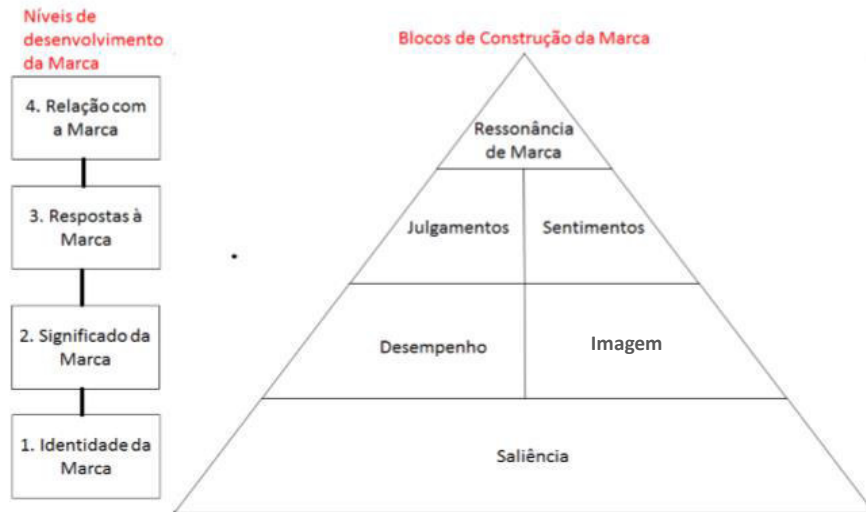 Níveis de
desenvolvimento
da Marca
4. Relação com
a Marca
3. Respostas à
Marca
2. Significado da
Marca
1. Identidade da
Marca
Blocos de Construção da Marca
Ressonância
de Marca
Julgamentos
Sentimentos
Desempenho
Imagem
Saliência